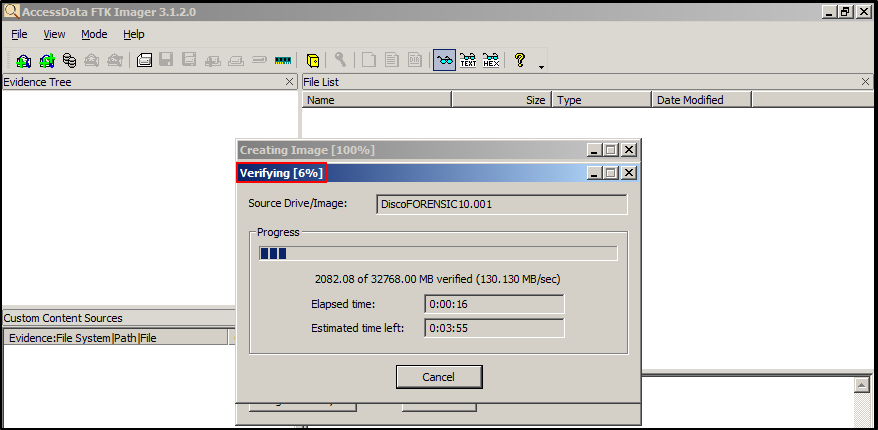 AccessData FTK Imager 3.1.2.0
File View Mode Help
TEXT HEX
Evidence Tree
File List
Name Size Type Date Modified
Creating Image [100%]
Verifying [6%]
Source Drive/Image: DiscoFORENSIC10.001
Progress
2082.08 of 32768.00 MB verified (130.130 MB/sec)
Elapsed time: 0:00:16
Estimated time left: 0:03:55
Cancel
Custom Content Sources
Evidence:File System|Path|File